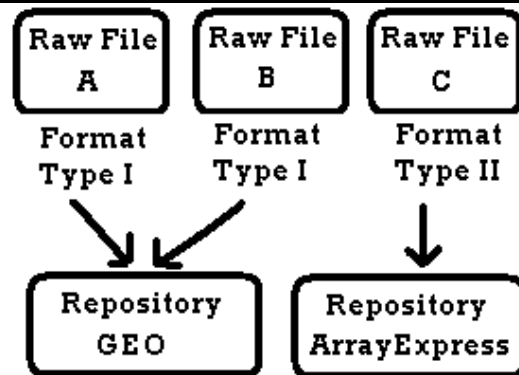 Raw File
A
Raw File
B
Raw File
C
Format
Type I
Format
Type I
Format
Type II
Repository
GEO
Repository
ArrayExpress